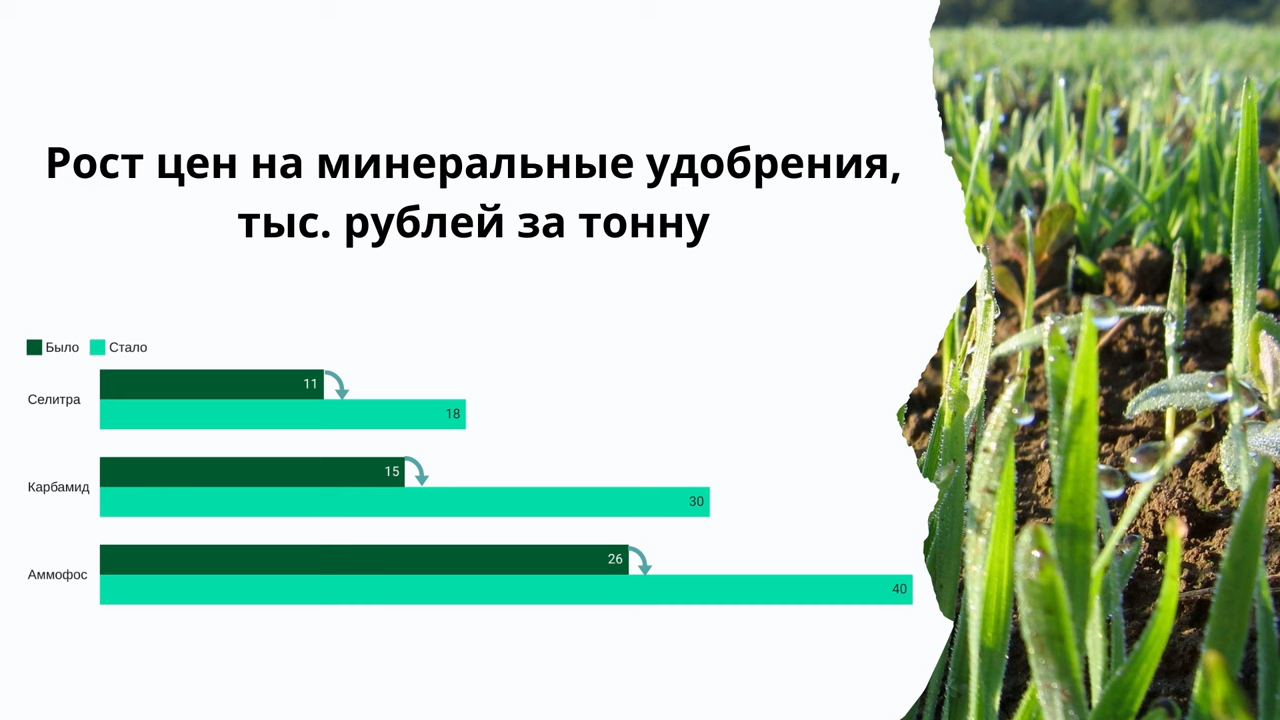 Рост цен на минеральные удобрения,
тыс. рублей за тонну
Было Стало
Селитра 11
18
Карбамид 15
30
Аммофос 26
40